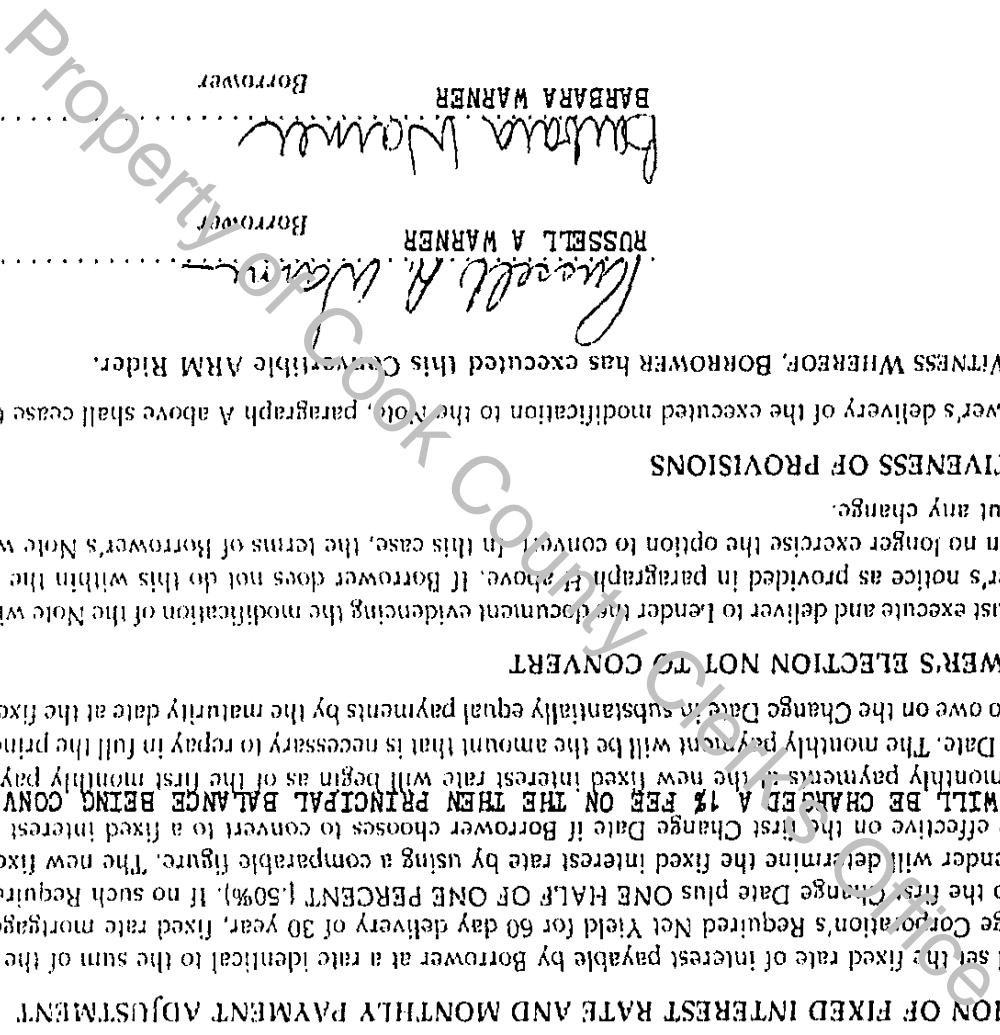 ION OF FIXED INTEREST RATE AND MONTHLY PAYMENT ADJUSTMENT
set the fixed rate of interest payable by Borrower at a rate identical to the sum of the
ge Corporation's Required Net Yield for 60 day delivery of 30 year, fixed rate mortgage
o the first Change Date plus ONE HALF OF ONE PERCENT (.50%). If no such Require
ender will determine the fixed interest rate by using a comparable figure. The new fixe
e effective on the first Change Date if Borrower chooses to convert to a fixed interest
WILL BE CHARGED A 1% FEE ON THE THEN PRINCIPAL BALANCE BEING CONV
monthly payments at the new fixed interest rate will begin as of the first monthly pay
Date. The monthly payment will be the amount that is necessary to repay in full the princ
o owe on the Change Date in substantially equal payments by the maturity date at the fixe
WER'S ELECTION NOT TO CONVERT
ust execute and deliver to Lender the document evidencing the modification of the Note wi
er's notice as provided in paragraph H above. If Borrower does not do this within the
n no longer exercise the option to convert. In this case, the terms of Borrower's Note w
ut any change.
TIVENESS OF PROVISIONS
wer's delivery of the executed modification to the Note, paragraph A above shall cease t
WITNESS WHEREOF, BORROWER has executed this Convertible ARM Rider.
Russell A. Warner
RUSSELL A WARNER Borrower
Barbara Warner
BARBARA WARNER Borrower
Property of Cook County Clerk's Office